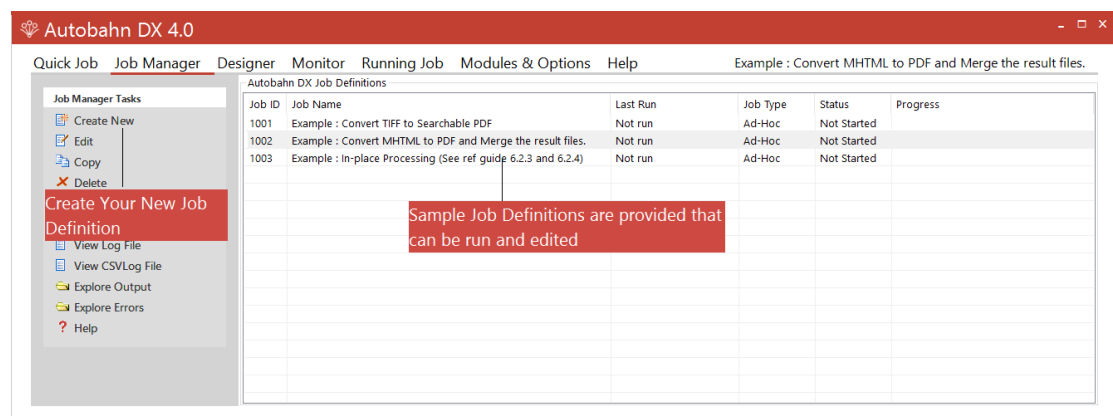 Autobahn DX 4.0
Quick Job Job Manager Designer Monitor Running Job Modules & Options Help Example : Convert MHTML to PDF and Merge the result files.
Autobahn DX Job Definitions
Job Manager Tasks
Create New
Edit
Copy
Delete
Create Your New Job
Definition
View Log File
View CSVLog File
Explore Output
Explore Errors
Help
Job ID Job Name Last Run Job Type Status Progress
1001 Example : Convert TIFF to Searchable PDF Not run Ad-Hoc Not Started
1002 Example : Convert MHTML to PDF and Merge the result files. Not run Ad-Hoc Not Started
1003 Example : In-place Processing (See ref guide 6.2.3 and 6.2.4) Not run Ad-Hoc Not Started
Sample Job Definitions are provided that
can be run and edited